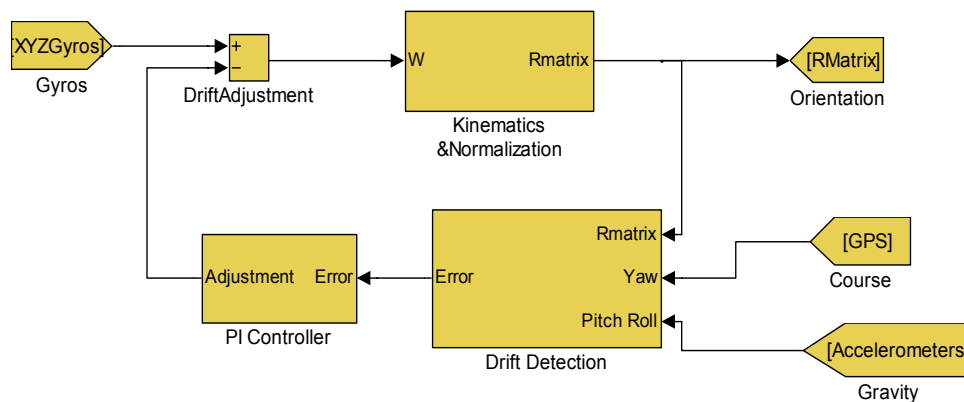 [XYZGyros]
Gyros
+
−
DriftAdjustment
W
Rmatrix
Kinematics
&Normalization
[RMatrix]
Orientation
Adjustment
Error
PI Controller
Error
Rmatrix
Yaw
Pitch Roll
Drift Detection
[GPS]
Course
[Accelerometers
Gravity